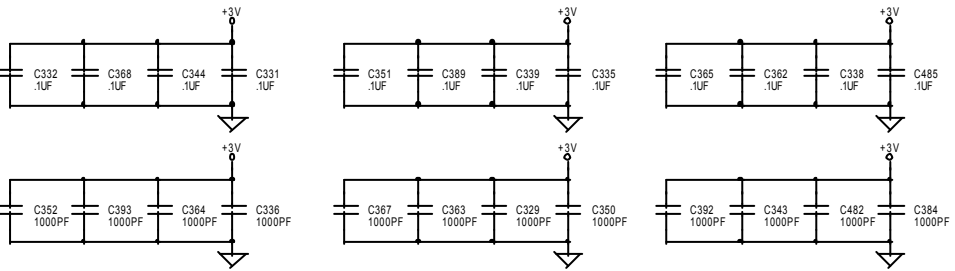 +3V +3V +3V
C332 C368 C344 C331 C351 C389 C339 C335 C365 C362 C338 C485
.1UF .1UF .1UF .1UF .1UF .1UF .1UF .1UF .1UF .1UF .1UF .1UF
+3V +3V +3V
C352 C393 C364 C336 C367 C363 C329 C350 C392 C343 C482 C384
1000PF 1000PF 1000PF 1000PF 1000PF 1000PF 1000PF 1000PF 1000PF 1000PF 1000PF 1000PF